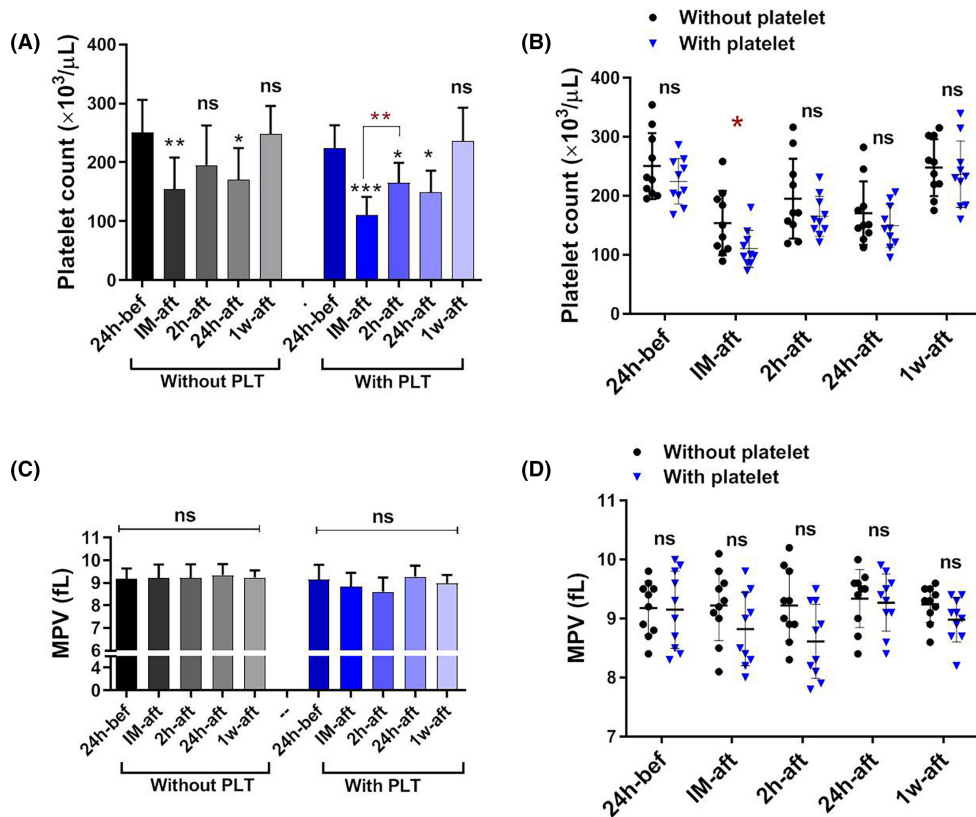 (A)
Platelet count (×10³/μL)
400
300
200
100
0
** ns * ns
*** ** * * ns
24h-bef IM-aft 2h-aft 24h-aft 1w-aft . 24h-bef IM-aft 2h-aft 24h-aft 1w-aft
Without PLT With PLT
(B)
Without platelet
With platelet
Platelet count (×10³/μL)
400
300
200
100
0
ns * ns ns ns
24h-bef IM-aft 2h-aft 24h-aft 1w-aft
(C)
MPV (fL)
11
10
9
8
7
6
4
2
0
ns ns
24h-bef IM-aft 2h-aft 24h-aft 1w-aft -- 24h-bef IM-aft 2h-aft 24h-aft 1w-aft
Without PLT With PLT
(D)
Without platelet
With platelet
MPV (fL)
11
10
9
8
7
ns ns ns ns ns
24h-bef IM-aft 2h-aft 24h-aft 1w-aft